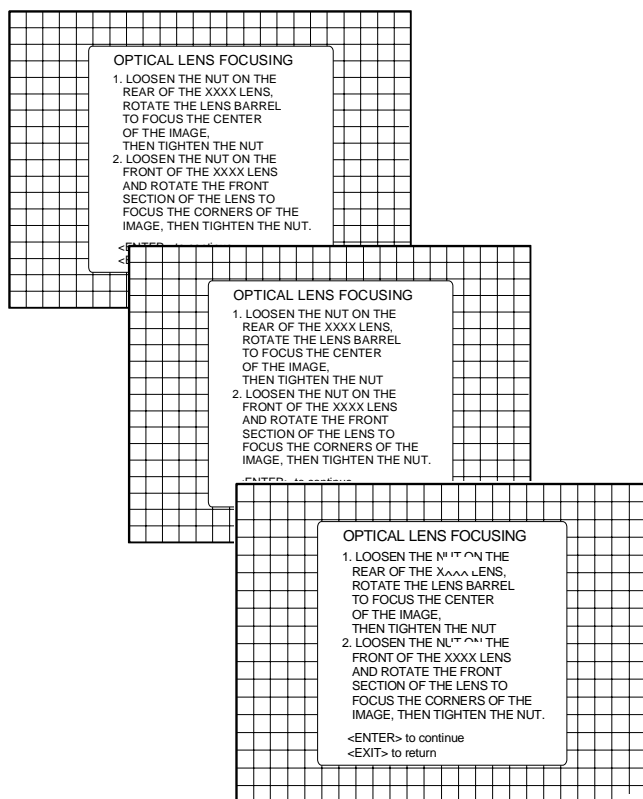 OPTICAL LENS FOCUSING
1. LOOSEN THE NUT ON THE
REAR OF THE XXXX LENS,
ROTATE THE LENS BARREL
TO FOCUS THE CENTER
OF THE IMAGE,
THEN TIGHTEN THE NUT
2. LOOSEN THE NUT ON THE
FRONT OF THE XXXX LENS
AND ROTATE THE FRONT
SECTION OF THE LENS TO
FOCUS THE CORNERS OF THE
IMAGE, THEN TIGHTEN THE NUT.
OPTICAL LENS FOCUSING
1. LOOSEN THE NUT ON THE
REAR OF THE XXXX LENS,
ROTATE THE LENS BARREL
TO FOCUS THE CENTER
OF THE IMAGE,
THEN TIGHTEN THE NUT
2. LOOSEN THE NUT ON THE
FRONT OF THE XXXX LENS
AND ROTATE THE FRONT
SECTION OF THE LENS TO
FOCUS THE CORNERS OF THE
IMAGE, THEN TIGHTEN THE NUT.
<ENTER> to continue
OPTICAL LENS FOCUSING
1. LOOSEN THE NUT ON THE
REAR OF THE XXXX LENS,
ROTATE THE LENS BARREL
TO FOCUS THE CENTER
OF THE IMAGE,
THEN TIGHTEN THE NUT
2. LOOSEN THE NUT ON THE
FRONT OF THE XXXX LENS
AND ROTATE THE FRONT
SECTION OF THE LENS TO
FOCUS THE CORNERS OF THE
IMAGE, THEN TIGHTEN THE NUT.
<ENTER> to continue
<EXIT> to return